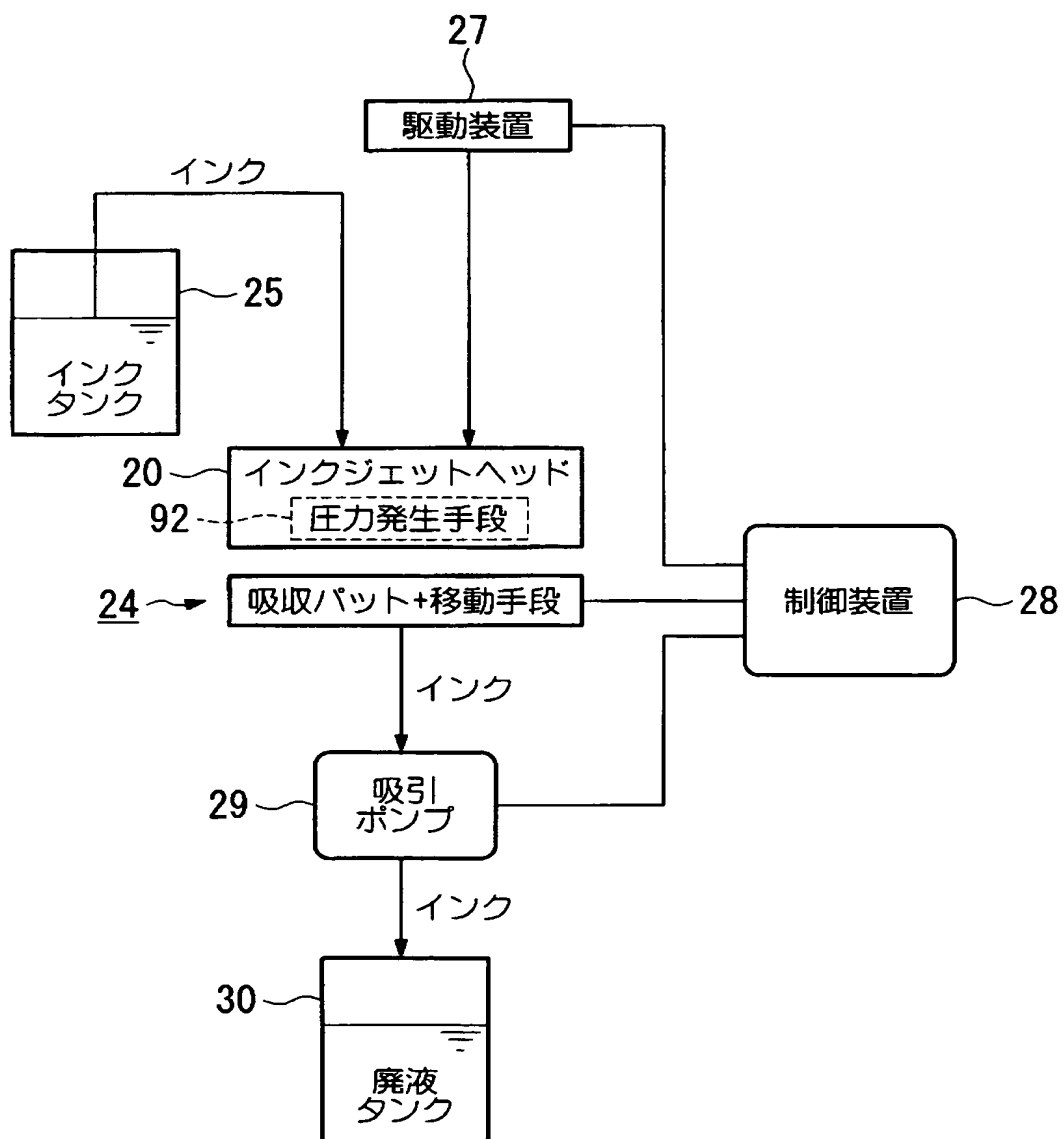 27
駆動装置
インク
25
インク
タンク
20
インクジェットヘッド
92
圧力発生手段
24
吸収パット+移動手段
制御装置
28
インク
29
吸引
ポンプ
インク
30
廃液
タンク